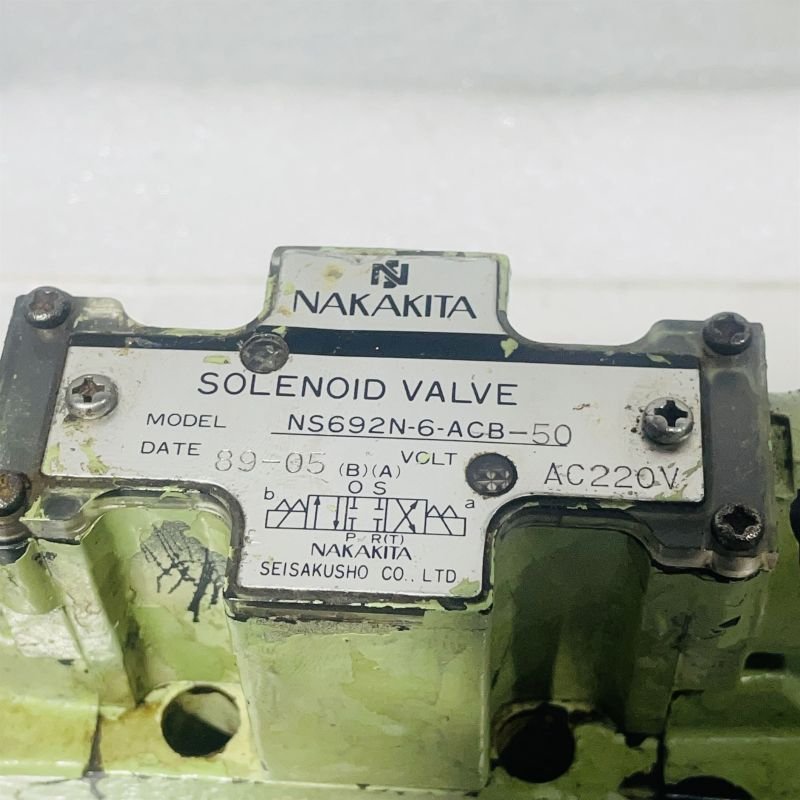 NAKAKITA
SOLENOID VALVE
MODEL NS692N-6-ACB-50
DATE 89-05 VOLT AC220V
(B)(A)
O S
b a
P R(T)
NAKAKITA
SEISAKUSHO CO., LTD